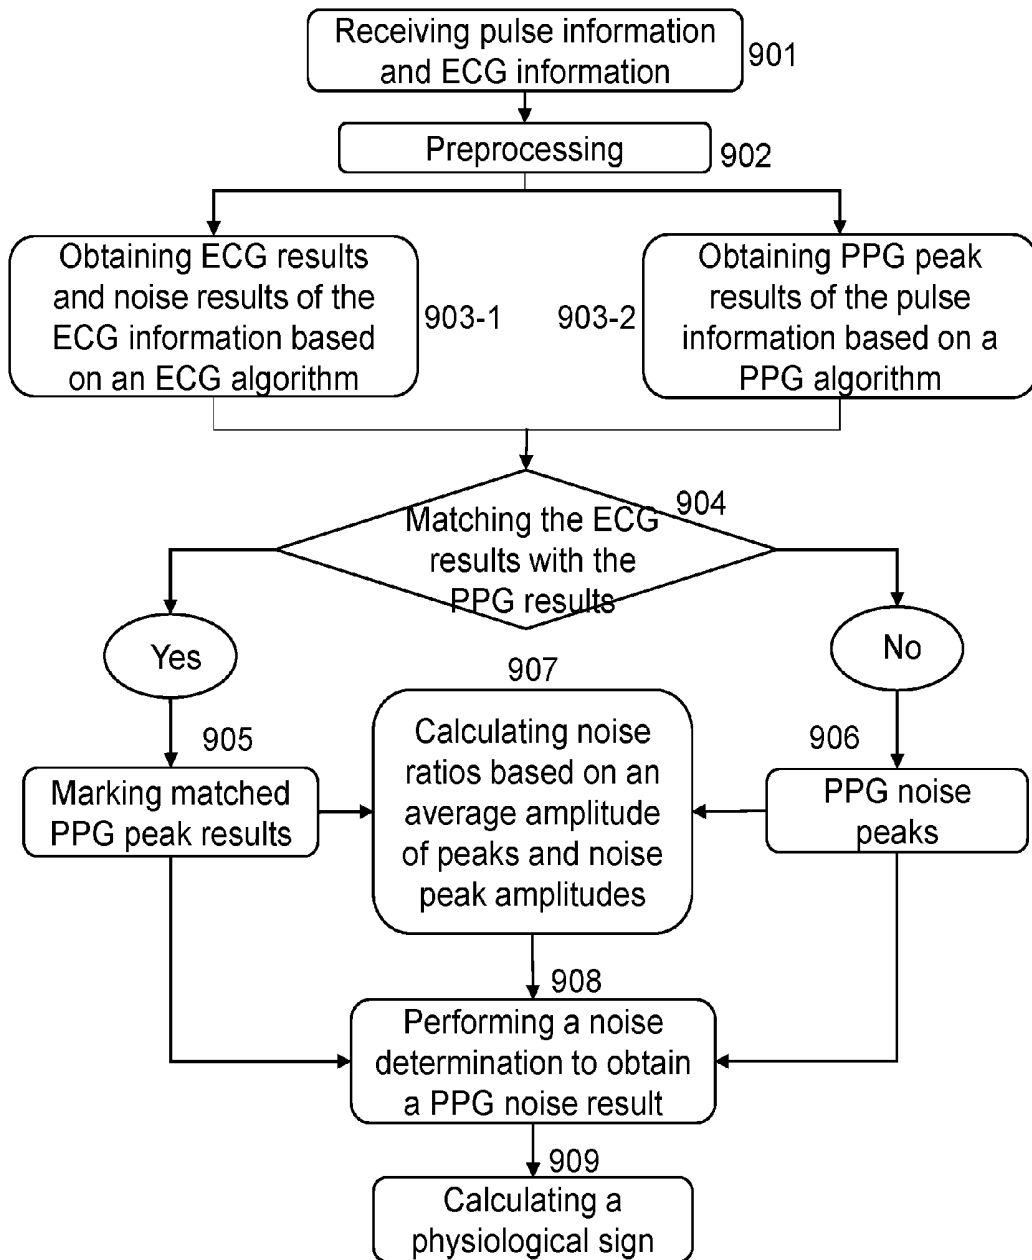 Receiving pulse information
and ECG information
901
Preprocessing
902
Obtaining ECG results
and noise results of the
ECG information based
on an ECG algorithm
903-1
903-2
Obtaining PPG peak
results of the pulse
information based on a
PPG algorithm
904
Matching the ECG
results with the
PPG results
Yes
No
905
Marking matched
PPG peak results
907
Calculating noise
ratios based on an
average amplitude
of peaks and noise
peak amplitudes
906
PPG noise
peaks
908
Performing a noise
determination to obtain
a PPG noise result
909
Calculating a
physiological sign